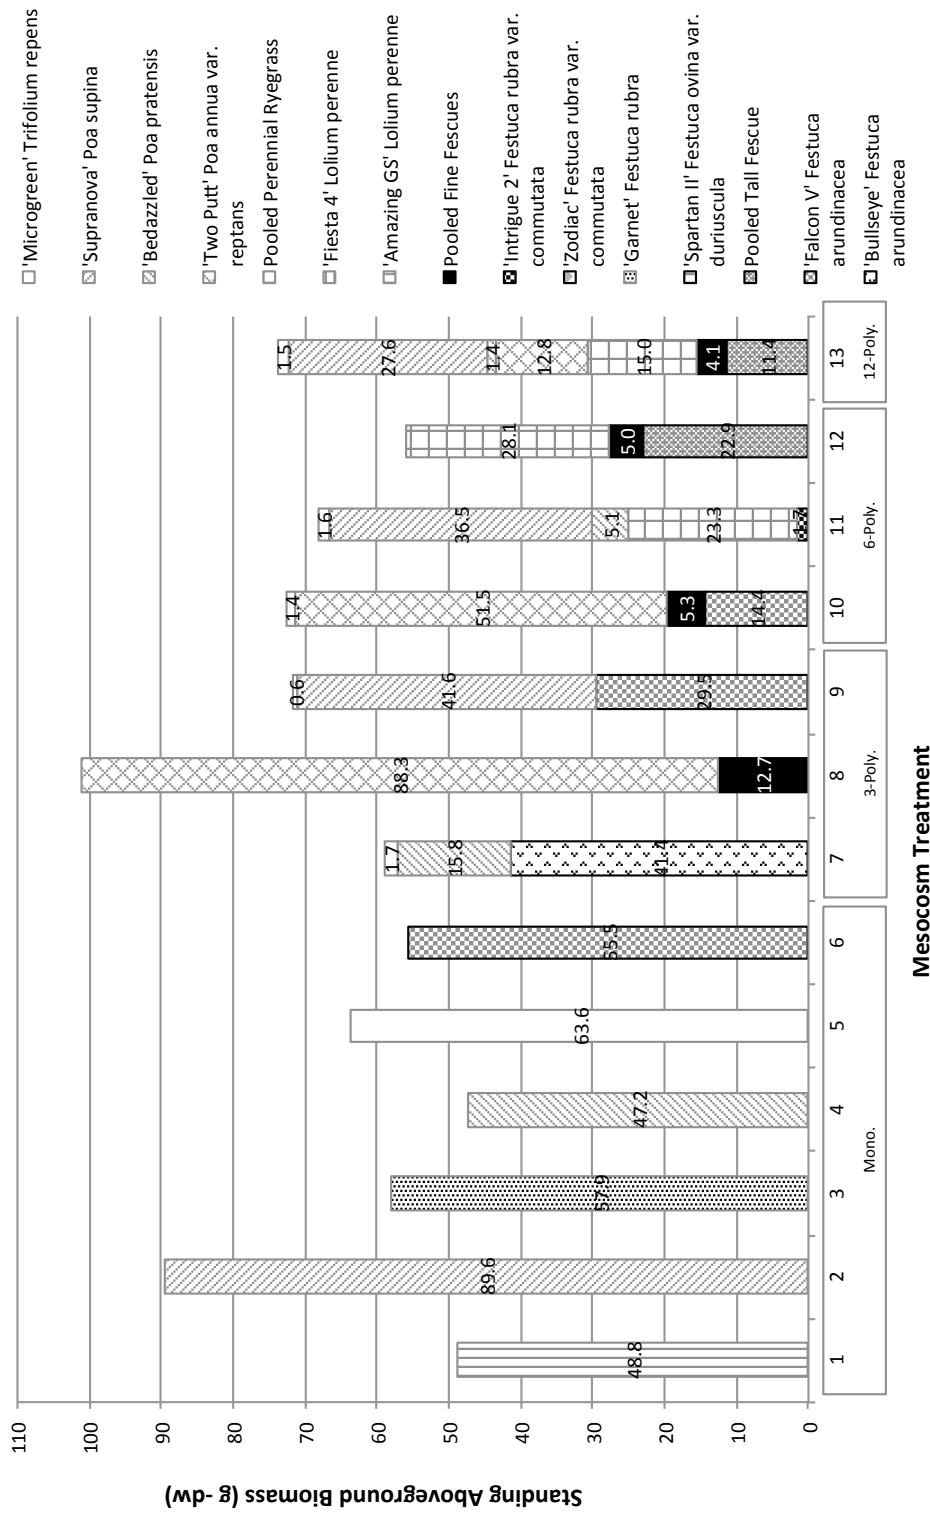 Standing Aboveground Biomass (g -dw)
110
100
90
80
70
60
50
40
30
20
10
0
48.8
89.6
57.9
47.2
63.6
55.5
1.7
15.8
41.4
88.3
12.7
0.6
41.6
29.5
1.4
51.5
5.3
14.4
1.6
36.5
5.1
23.3
1.7
28.1
5.0
22.9
1.5
27.6
1.4
12.8
15.0
4.1
11.4
1
2
3
4
5
6
7
8
9
10
11
12
13
Mono.
3-Poly.
6-Poly.
12-Poly.
Mesocosm Treatment
'Microgreen' Trifolium repens
'Supranova' Poa supina
'Bedazzled' Poa pratensis
'Two Putt' Poa annua var.
reptans
Pooled Perennial Ryegrass
'Fiesta 4' Lolium perenne
'Amazing GS' Lolium perenne
Pooled Fine Fescues
'Intrigue 2' Festuca rubra var.
commutata
'Zodiac' Festuca rubra var.
commutata
'Garnet' Festuca rubra
'Spartan II' Festuca ovina var.
duriuscula
Pooled Tall Fescue
'Falcon V' Festuca
arundinacea
'Bullseye' Festuca
arundinacea